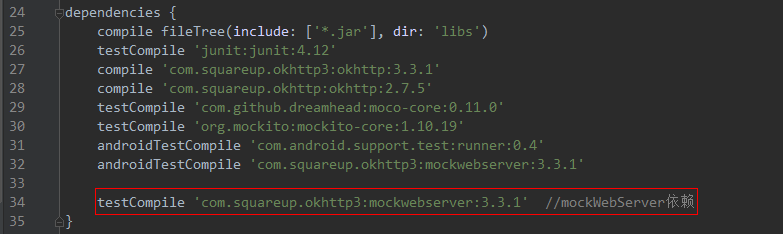 24 dependencies {
25 compile fileTree(include: ['*.jar'], dir: 'libs')
26 testCompile 'junit:junit:4.12'
27 compile 'com.squareup.okhttp3:okhttp:3.3.1'
28 compile 'com.squareup.okhttp:okhttp:2.7.5'
29 testCompile 'com.github.dreamhead:moco-core:0.11.0'
30 testCompile 'org.mockito:mockito-core:1.10.19'
31 androidTestCompile 'com.android.support.test:runner:0.4'
32 androidTestCompile 'com.squareup.okhttp3:mockwebserver:3.3.1'
33
34 testCompile 'com.squareup.okhttp3:mockwebserver:3.3.1' //mockWebServer依赖
35 }